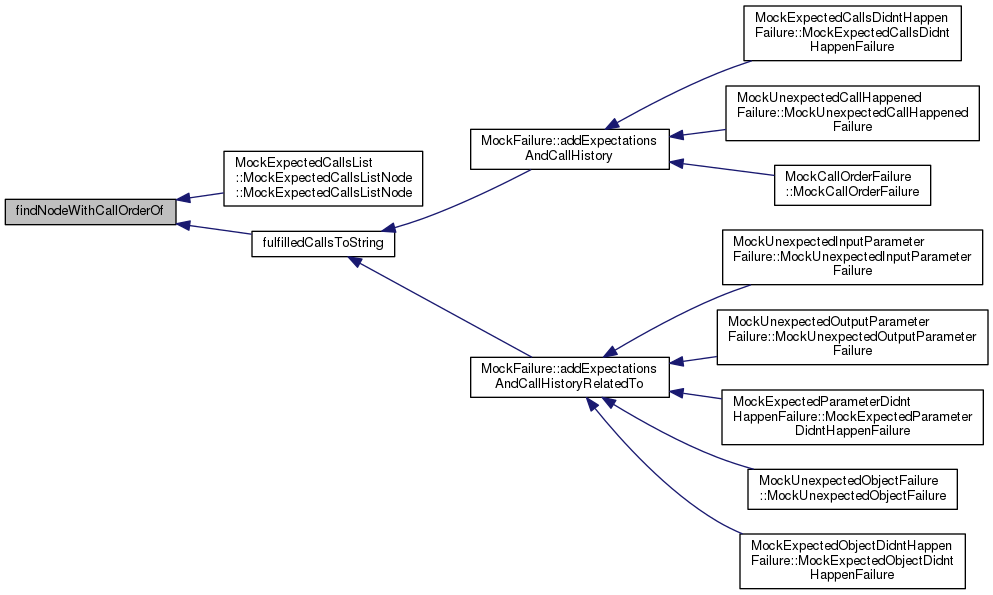 findNodeWithCallOrderOf
MockExpectedCallsList
::MockExpectedCallsListNode
::MockExpectedCallsListNode
fulfilledCallsToString
MockFailure::addExpectations
AndCallHistory
MockExpectedCallsDidntHappen
Failure::MockExpectedCallsDidnt
HappenFailure
MockUnexpectedCallHappened
Failure::MockUnexpectedCallHappened
Failure
MockCallOrderFailure
::MockCallOrderFailure
MockFailure::addExpectations
AndCallHistoryRelatedTo
MockUnexpectedInputParameter
Failure::MockUnexpectedInputParameter
Failure
MockUnexpectedOutputParameter
Failure::MockUnexpectedOutputParameter
Failure
MockExpectedParameterDidnt
HappenFailure::MockExpectedParameter
DidntHappenFailure
MockUnexpectedObjectFailure
::MockUnexpectedObjectFailure
MockExpectedObjectDidntHappen
Failure::MockExpectedObjectDidnt
HappenFailure